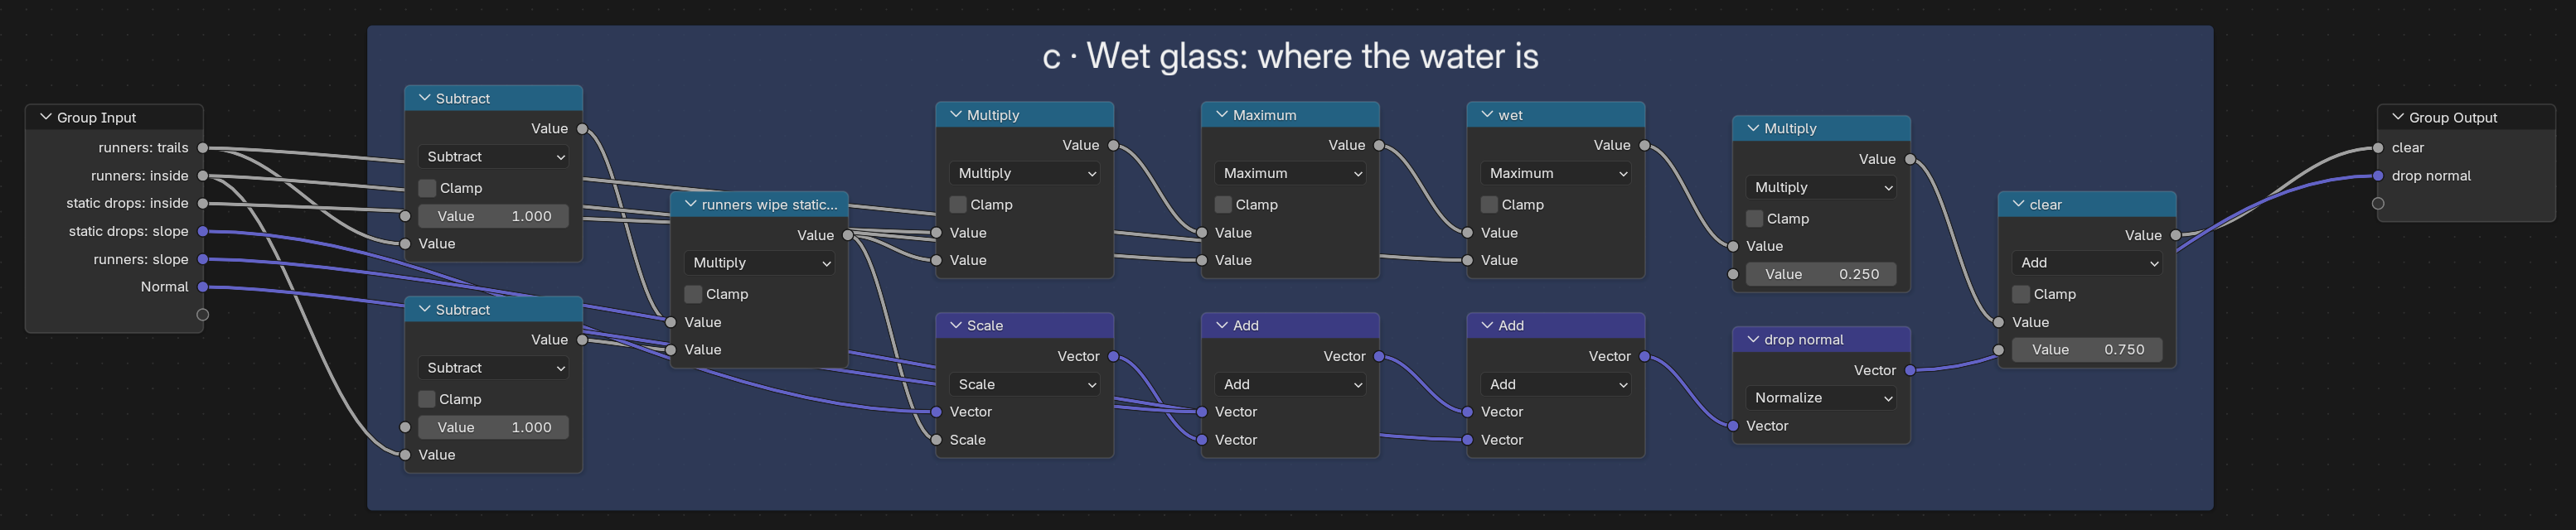 c · Wet glass: where the water is
Group Input
runners: trails
runners: inside
static drops: inside
static drops: slope
runners: slope
Normal
Subtract
Value
Subtract
Clamp
Value 1.000
Value
Subtract
Value
Subtract
Clamp
Value 1.000
Value
runners wipe static...
Value
Multiply
Clamp
Value
Value
Multiply
Value
Multiply
Clamp
Value
Value
Scale
Vector
Scale
Vector
Scale
Maximum
Value
Maximum
Clamp
Value
Value
Add
Vector
Add
Vector
Vector
wet
Value
Maximum
Clamp
Value
Value
Add
Vector
Add
Vector
Vector
Multiply
Value
Multiply
Clamp
Value
Value 0.250
drop normal
Vector
Normalize
Vector
clear
Value
Add
Clamp
Value
Value 0.750
Group Output
clear
drop normal